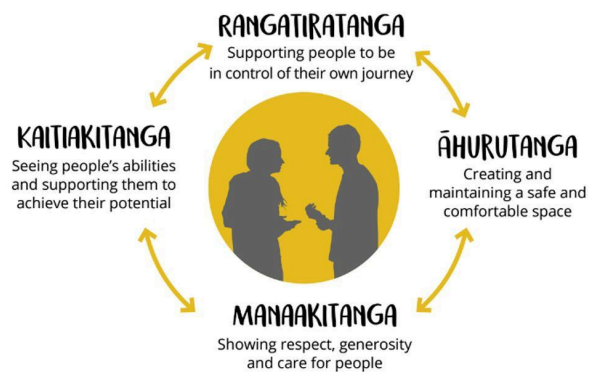 RANGATIRATANGA
Supporting people to be
in control of their own journey
KAITIAKITANGA
Seeing people's abilities
and supporting them to
achieve their potential
ĀHURUTANGA
Creating and
maintaining a safe and
comfortable space
MANAAKITANGA
Showing respect, generosity
and care for people